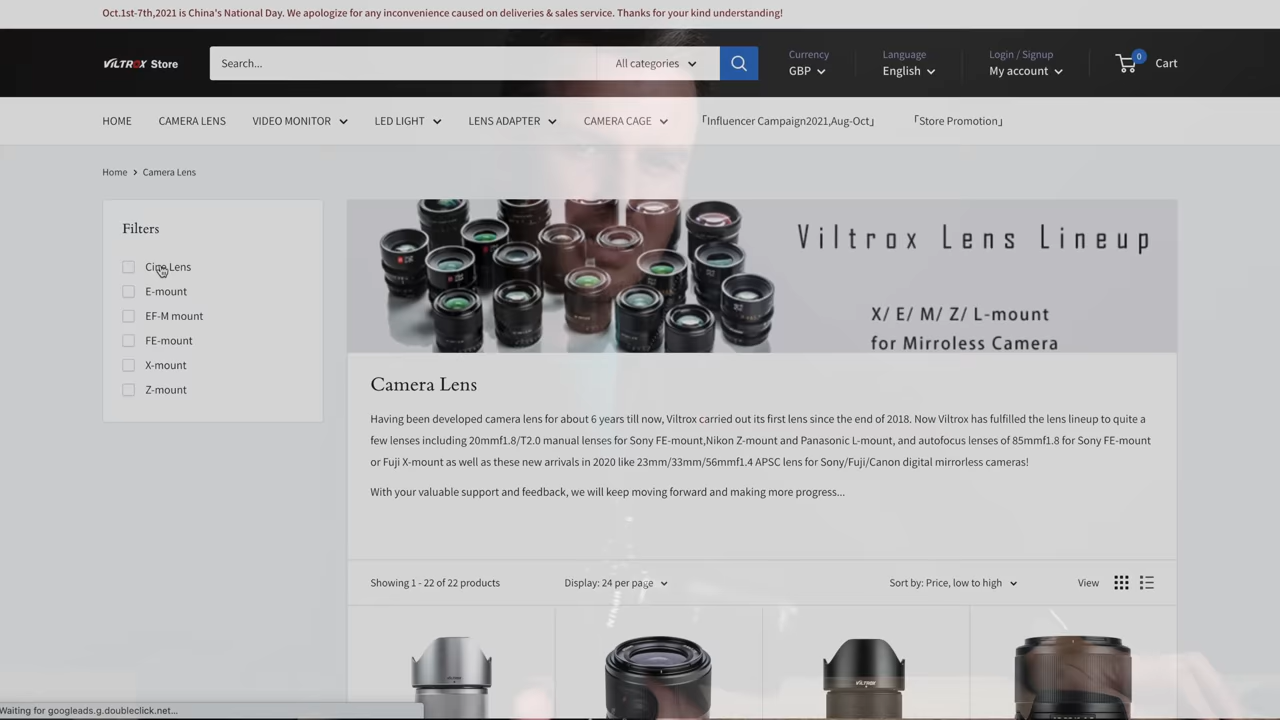 Oct.1st-7th,2021 is China's National Day. We apologize for any inconvenience caused on deliveries & sales service. Thanks for your kind understanding!
VILTROX Store
Search...
All categories
Currency
GBP
Language
English
Login / Signup
My account
0
Cart
HOME
CAMERA LENS
VIDEO MONITOR
LED LIGHT
LENS ADAPTER
CAMERA CAGE
「Influencer Campaign2021,Aug-Oct」
「Store Promotion」
Home > Camera Lens
Filters
Cine Lens
E-mount
EF-M mount
FE-mount
X-mount
Z-mount
Viltrox Lens Lineup
X/ E/ M/ Z/ L-mount
for Mirroless Camera
Camera Lens
Having been developed camera lens for about 6 years till now, Viltrox carried out its first lens since the end of 2018. Now Viltrox has fulfilled the lens lineup to quite a
few lenses including 20mmf1.8/T2.0 manual lenses for Sony FE-mount,Nikon Z-mount and Panasonic L-mount, and autofocus lenses of 85mmf1.8 for Sony FE-mount
or Fuji X-mount as well as these new arrivals in 2020 like 23mm/33mm/56mmf1.4 APSC lens for Sony/Fuji/Canon digital mirrorless cameras!
With your valuable support and feedback, we will keep moving forward and making more progress...
Showing 1 - 22 of 22 products
Display: 24 per page
Sort by: Price, low to high
View
Nikon
VILTROX
Waiting for googleads.g.doubleclick.net...